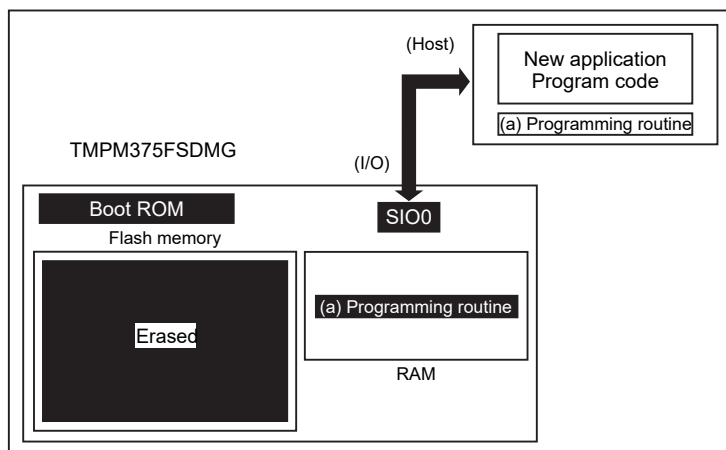 (Host)
New application
Program code
(a) Programming routine
TMPM375FSDMG
(I/O)
Boot ROM
SIO0
Flash memory
(a) Programming routine
Erased
RAM